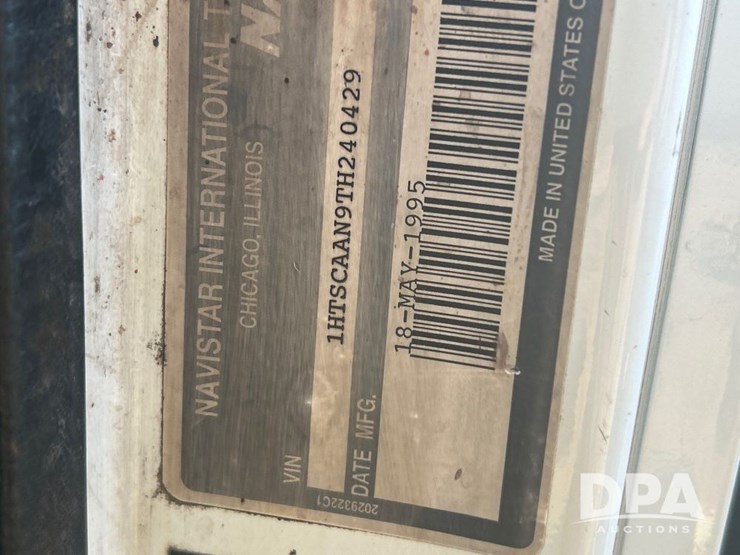 NAVISTAR INTERNATIONAL
CHICAGO, ILLINOIS
VIN 1HTSCAAN9TH240429
DATE MFG. 18-MAY-1995
2029322C1
MADE IN UNITED STATES
DPA
AUCTIONS